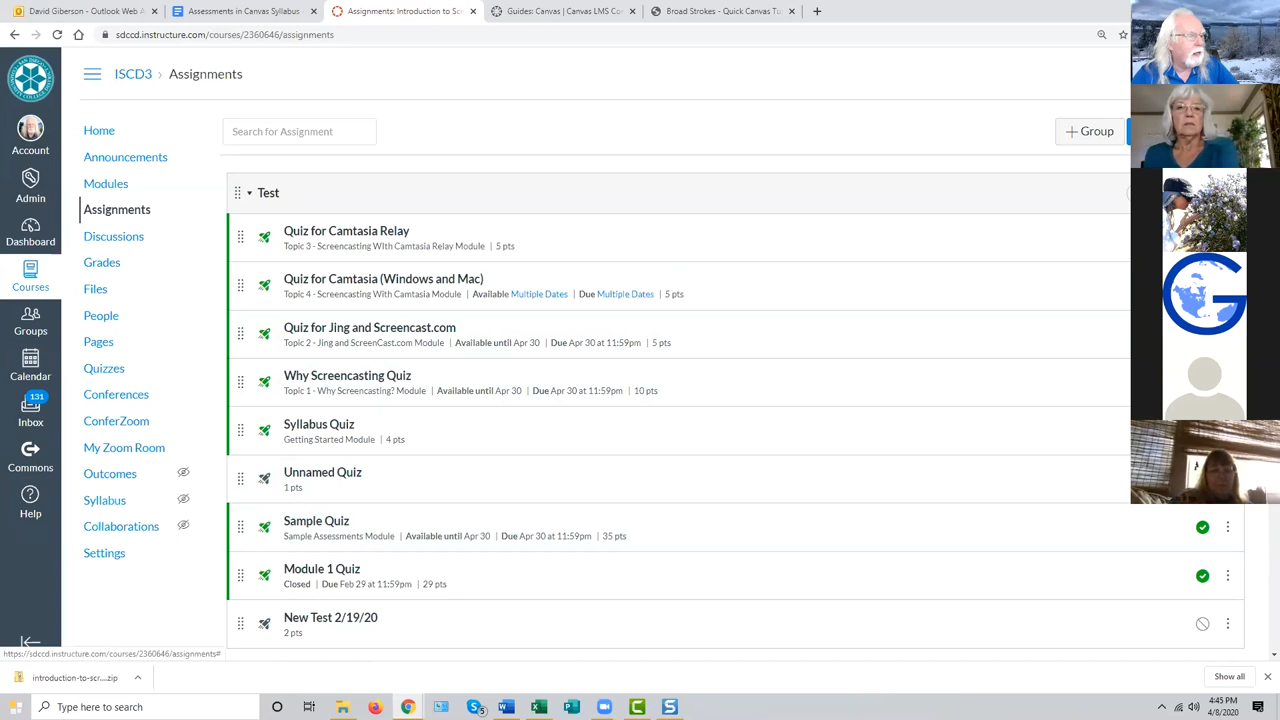 David Giberson - Outlook Web A
Assessments in Canvas Syllabus
Assignments: Introduction to Scr
Guides: Canvas | Canvas LMS Co
Broad Strokes - Quick Canvas Tu
sdccd.instructure.com/courses/2360646/assignments
ISCD3 › Assignments
Account
Admin
Dashboard
Courses
Groups
Calendar
131
Inbox
Commons
Help
Home
Announcements
Modules
Assignments
Discussions
Grades
Files
People
Pages
Quizzes
Conferences
ConferZoom
My Zoom Room
Outcomes
Syllabus
Collaborations
Settings
Search for Assignment
+ Group
Test
Quiz for Camtasia Relay
Topic 3 - Screencasting WIth Camtasia Relay Module | 5 pts
Quiz for Camtasia (Windows and Mac)
Topic 4 - Screencasting With Camtasia Module | Available Multiple Dates | Due Multiple Dates | 5 pts
Quiz for Jing and Screencast.com
Topic 2 - Jing and ScreenCast.com Module | Available until Apr 30 | Due Apr 30 at 11:59pm | 5 pts
Why Screencasting Quiz
Topic 1 - Why Screencasting? Module | Available until Apr 30 | Due Apr 30 at 11:59pm | 10 pts
Syllabus Quiz
Getting Started Module | 4 pts
Unnamed Quiz
1 pts
Sample Quiz
Sample Assessments Module | Available until Apr 30 | Due Apr 30 at 11:59pm | 35 pts
Module 1 Quiz
Closed | Due Feb 29 at 11:59pm | 29 pts
New Test 2/19/20
2 pts
G
https://sdccd.instructure.com/courses/2360646/assignments#
introduction-to-scr....zip
Show all
Type here to search
5
4:45 PM
4/8/2020